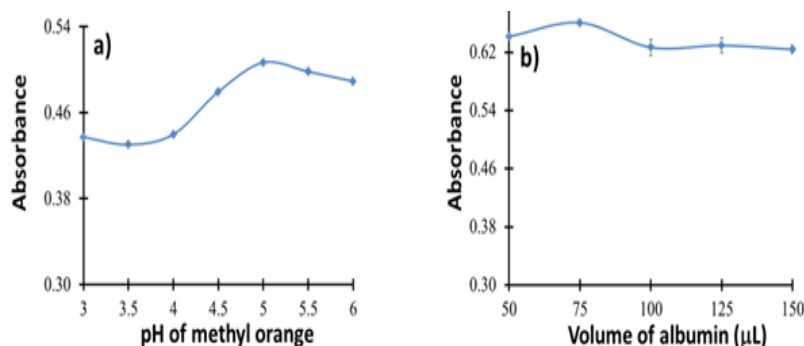 a)
Absorbance
0.54
0.46
0.38
0.30
3 3.5 4 4.5 5 5.5 6
pH of methyl orange
b)
Absorbance
0.62
0.54
0.46
0.38
0.30
50 75 100 125 150
Volume of albumin (µL)